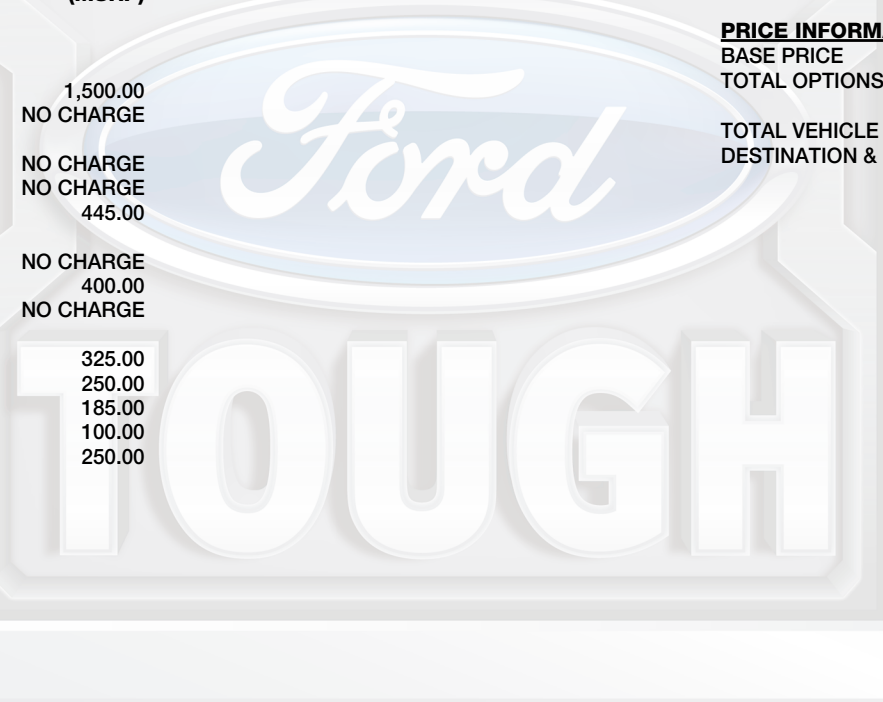 1,500.00
NO CHARGE
NO CHARGE
NO CHARGE
445.00
NO CHARGE
400.00
NO CHARGE
325.00
250.00
185.00
100.00
250.00
PRICE INFORM
BASE PRICE
TOTAL OPTIONS
TOTAL VEHICLE
DESTINATION &
Ford
TOUGH